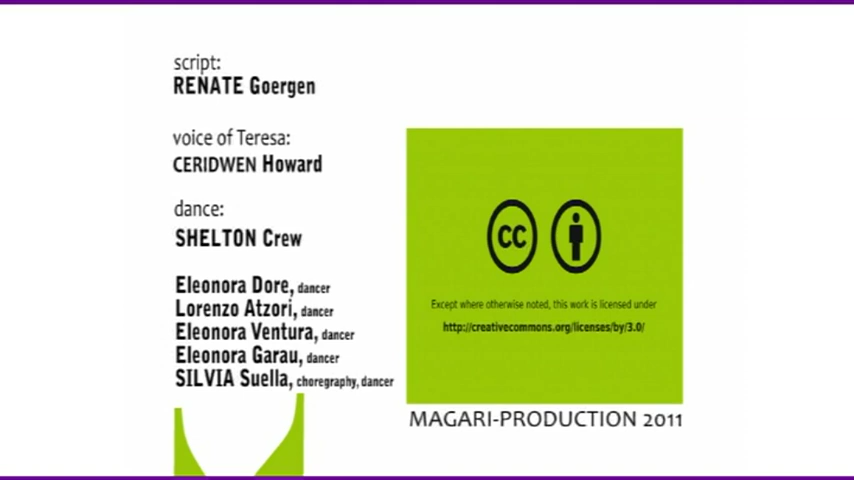 script:
RENATE Goergen
voice of Teresa:
CERIDWEN Howard
dance:
SHELTON Crew
Eleonora Dore, dancer
Lorenzo Atzori, dancer
Eleonora Ventura, dancer
Eleonora Garau, dancer
SILVIA Suella, choregraphy, dancer
cc
Except where otherwise noted, this work is licensed under
http://creativecommons.org/licenses/by/3.0/
MAGARI-PRODUCTION 2011